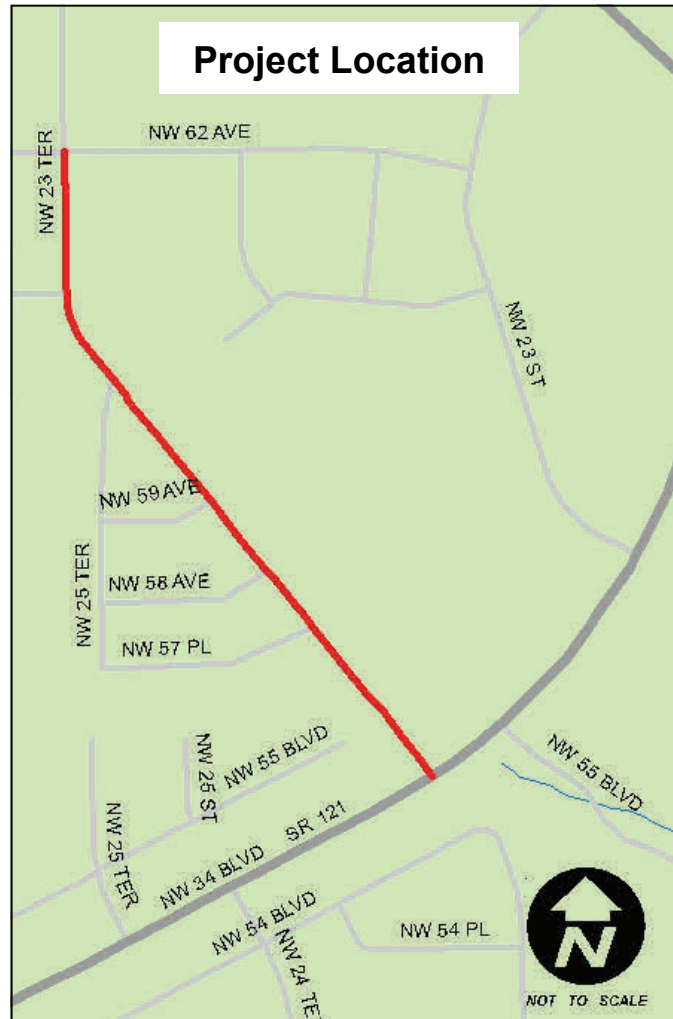 Project Location
NW 62 AVE
NW 23 TER
NW 23 ST
NW 59 AVE
NW 25 TER
NW 58 AVE
NW 57 PL
NW 55 BLVD
NW 25 ST
NW 55 BLVD
SR 121
NW 34 BLVD
NW 25 TER
NW 54 BLVD
NW 54 PL
NW 24 TE
N
NOT TO SCALE